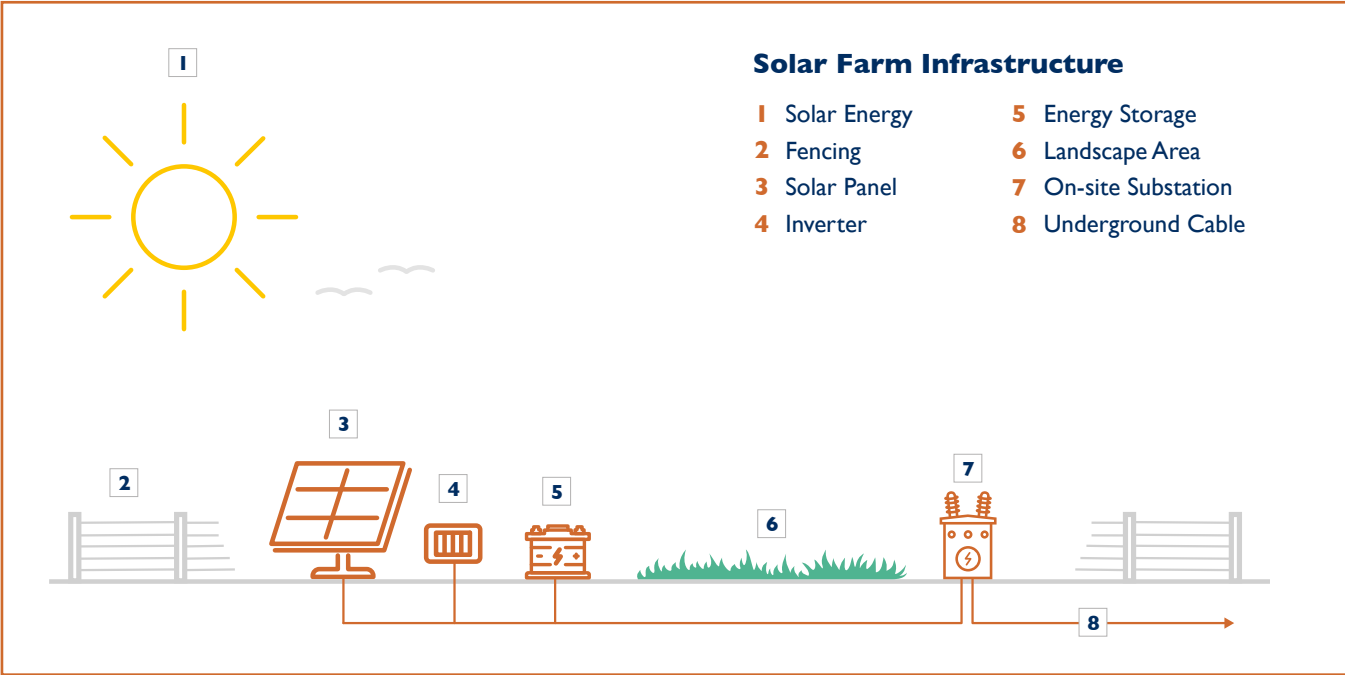 1
Solar Farm Infrastructure
1 Solar Energy
2 Fencing
3 Solar Panel
4 Inverter
5 Energy Storage
6 Landscape Area
7 On-site Substation
8 Underground Cable
3
2
4
5
6
7
8